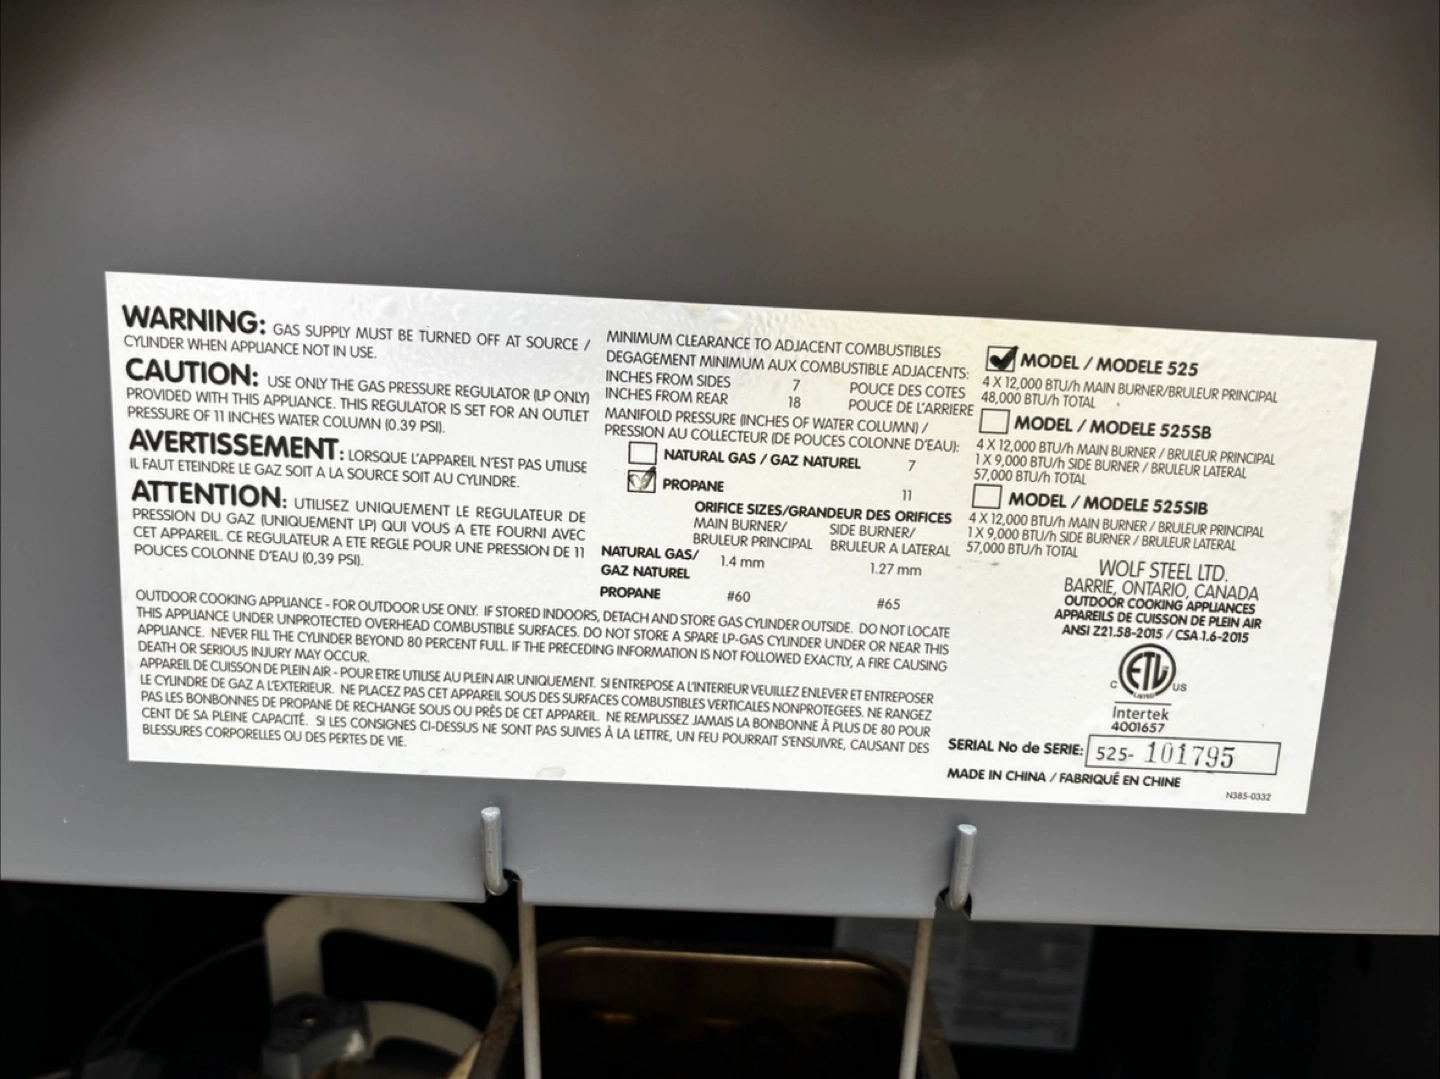 WARNING: GAS SUPPLY MUST BE TURNED OFF AT SOURCE /
CYLINDER WHEN APPLIANCE NOT IN USE.
CAUTION: USE ONLY THE GAS PRESSURE REGULATOR (LP ONLY)
PROVIDED WITH THIS APPLIANCE. THIS REGULATOR IS SET FOR AN OUTLET
PRESSURE OF 11 INCHES WATER COLUMN (0.39 PSI).
AVERTISSEMENT: LORSQUE L'APPAREIL N'EST PAS UTILISE
IL FAUT ETEINDRE LE GAZ SOIT A LA SOURCE SOIT AU CYLINDRE.
ATTENTION: UTILISEZ UNIQUEMENT LE REGULATEUR DE
PRESSION DU GAZ (UNIQUEMENT LP) QUI VOUS A ETE FOURNI AVEC
CET APPAREIL. CE REGULATEUR A ETE REGLE POUR UNE PRESSION DE 11
POUCES COLONNE D'EAU (0,39 PSI).
MINIMUM CLEARANCE TO ADJACENT COMBUSTIBLES
DEGAGEMENT MINIMUM AUX COMBUSTIBLE ADJACENTS:
INCHES FROM SIDES 7 POUCE DES COTES
INCHES FROM REAR 18 POUCE DE L'ARRIERE
MANIFOLD PRESSURE (INCHES OF WATER COLUMN) /
PRESSION AU COLLECTEUR (DE POUCES COLONNE D'EAU):
NATURAL GAS / GAZ NATUREL 7
PROPANE 11
ORIFICE SIZES/GRANDEUR DES ORIFICES
MAIN BURNER/ SIDE BURNER/
BRULEUR PRINCIPAL BRULEUR A LATERAL
NATURAL GAS/ 1.4 mm 1.27 mm
GAZ NATUREL
PROPANE #60 #65
MODEL / MODELE 525
4 X 12,000 BTU/h MAIN BURNER/BRULEUR PRINCIPAL
48,000 BTU/h TOTAL
MODEL / MODELE 525SB
4 X 12,000 BTU/h MAIN BURNER / BRULEUR PRINCIPAL
1 X 9,000 BTU/h SIDE BURNER / BRULEUR LATERAL
57,000 BTU/h TOTAL
MODEL / MODELE 525SIB
4 X 12,000 BTU/h MAIN BURNER / BRULEUR PRINCIPAL
1 X 9,000 BTU/h SIDE BURNER / BRULEUR LATERAL
57,000 BTU/h TOTAL
WOLF STEEL LTD.
BARRIE, ONTARIO, CANADA
OUTDOOR COOKING APPLIANCES
APPAREILS DE CUISSON DE PLEIN AIR
ANSI Z21.58-2015 / CSA 1.6-2015
C ETL US
LISTED
Intertek
4001657
OUTDOOR COOKING APPLIANCE - FOR OUTDOOR USE ONLY. IF STORED INDOORS, DETACH AND STORE GAS CYLINDER OUTSIDE. DO NOT LOCATE
THIS APPLIANCE UNDER UNPROTECTED OVERHEAD COMBUSTIBLE SURFACES. DO NOT STORE A SPARE LP-GAS CYLINDER UNDER OR NEAR THIS
APPLIANCE. NEVER FILL THE CYLINDER BEYOND 80 PERCENT FULL. IF THE PRECEDING INFORMATION IS NOT FOLLOWED EXACTLY, A FIRE CAUSING
DEATH OR SERIOUS INJURY MAY OCCUR.
APPAREIL DE CUISSON DE PLEIN AIR - POUR ETRE UTILISE AU PLEIN AIR UNIQUEMENT. SI ENTREPOSE A L'INTERIEUR VEUILLEZ ENLEVER ET ENTREPOSER
LE CYLINDRE DE GAZ A L'EXTERIEUR. NE PLACEZ PAS CET APPAREIL SOUS DES SURFACES COMBUSTIBLES VERTICALES NONPROTEGEES. NE RANGEZ
PAS LES BONBONNES DE PROPANE DE RECHANGE SOUS OU PRÈS DE CET APPAREIL. NE REMPLISSEZ JAMAIS LA BONBONNE À PLUS DE 80 POUR
CENT DE SA PLEINE CAPACITÉ. SI LES CONSIGNES CI-DESSUS NE SONT PAS SUIVIES À LA LETTRE, UN FEU POURRAIT S'ENSUIVRE, CAUSANT DES
BLESSURES CORPORELLES OU DES PERTES DE VIE.
SERIAL No de SERIE: 525- 101795
MADE IN CHINA / FABRIQUÉ EN CHINE
N385-0332